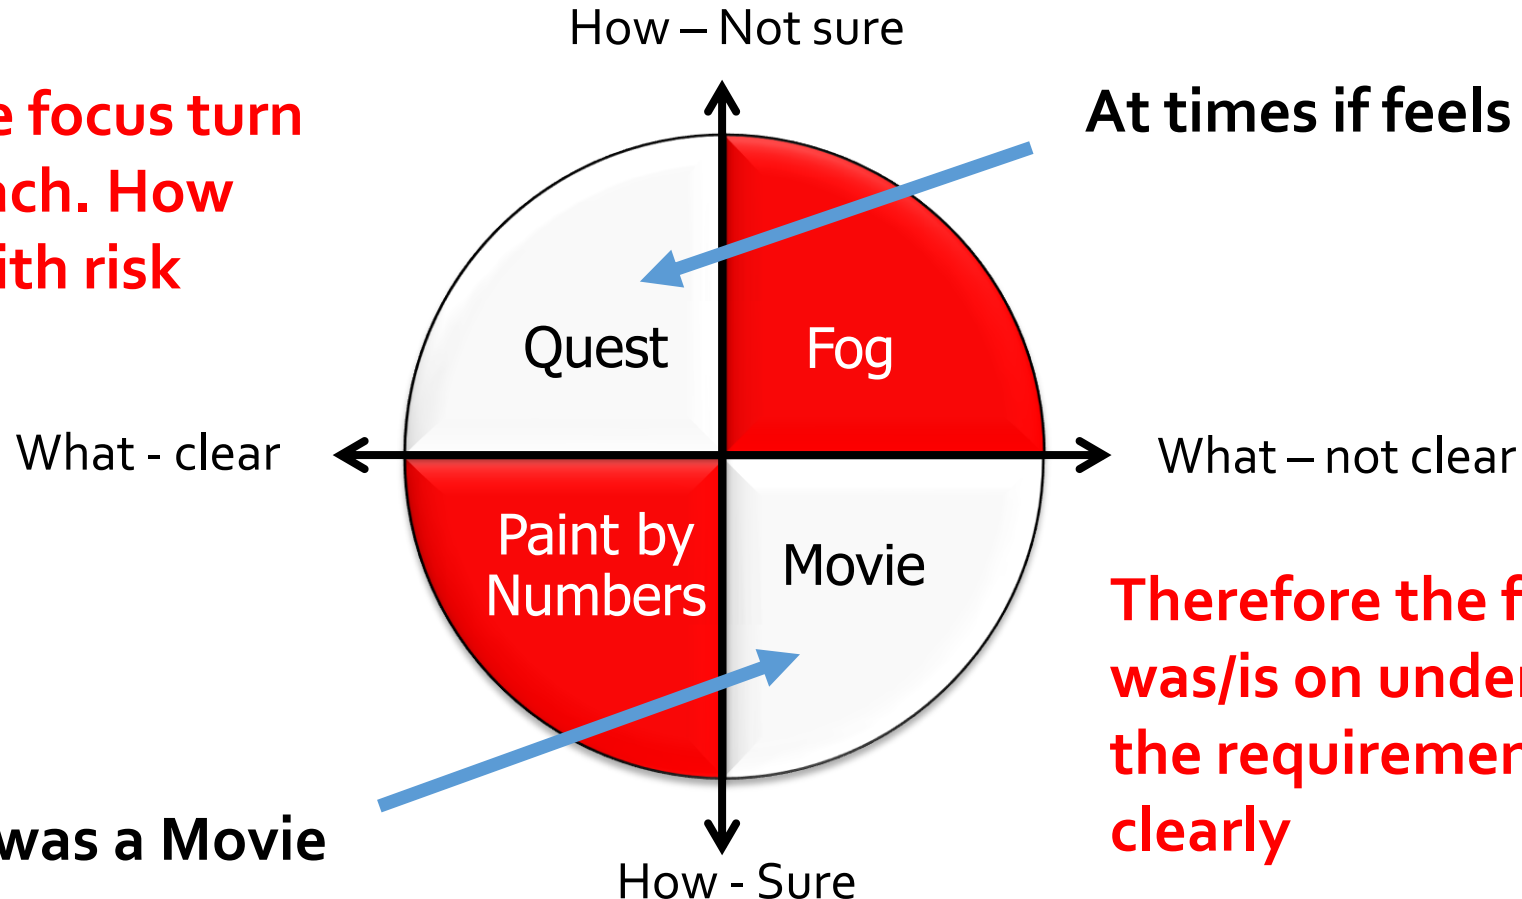 How – Not sure
e focus turn
ach. How
ith risk
At times if feels
Quest
Fog
What - clear
What – not clear
Paint by
Numbers
Movie
Therefore the f
was/is on under
the requiremen
clearly
was a Movie
How - Sure